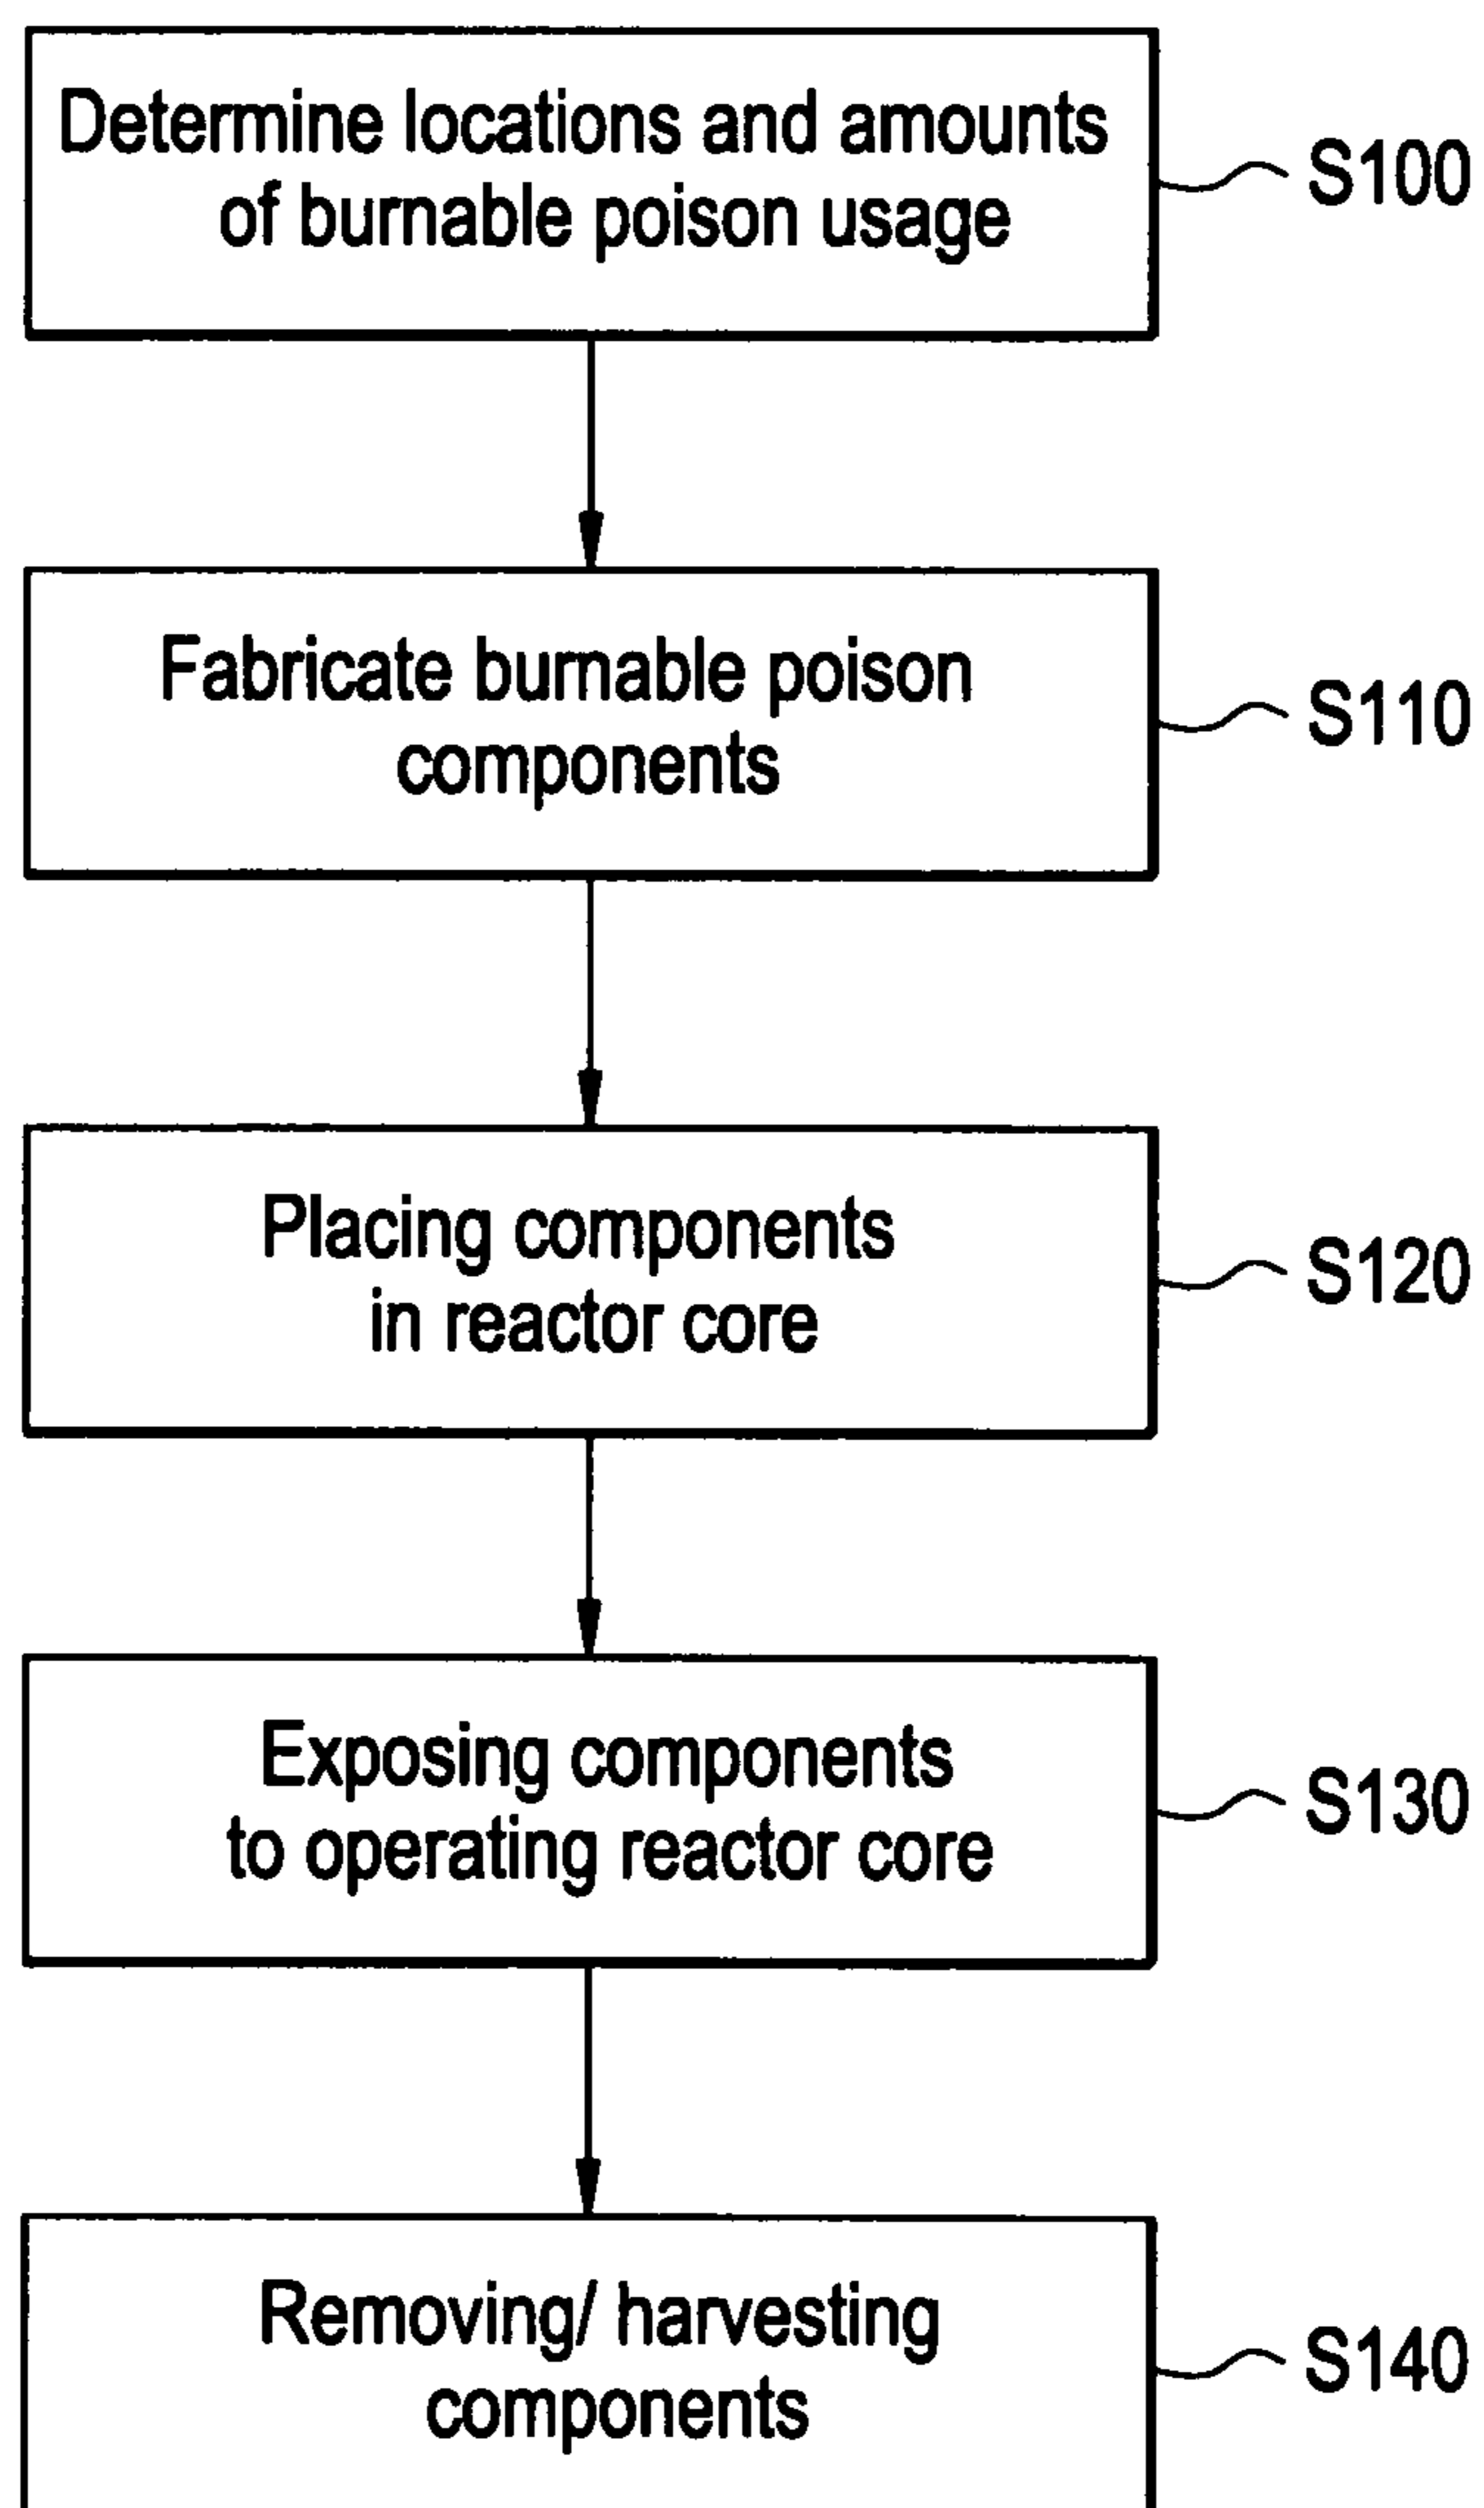 Determine locations and amounts
of burnable poison usage
S100
Fabricate burnable poison
components
S110
Placing components
in reactor core
S120
Exposing components
to operating reactor core
S130
Removing/ harvesting
components
S140